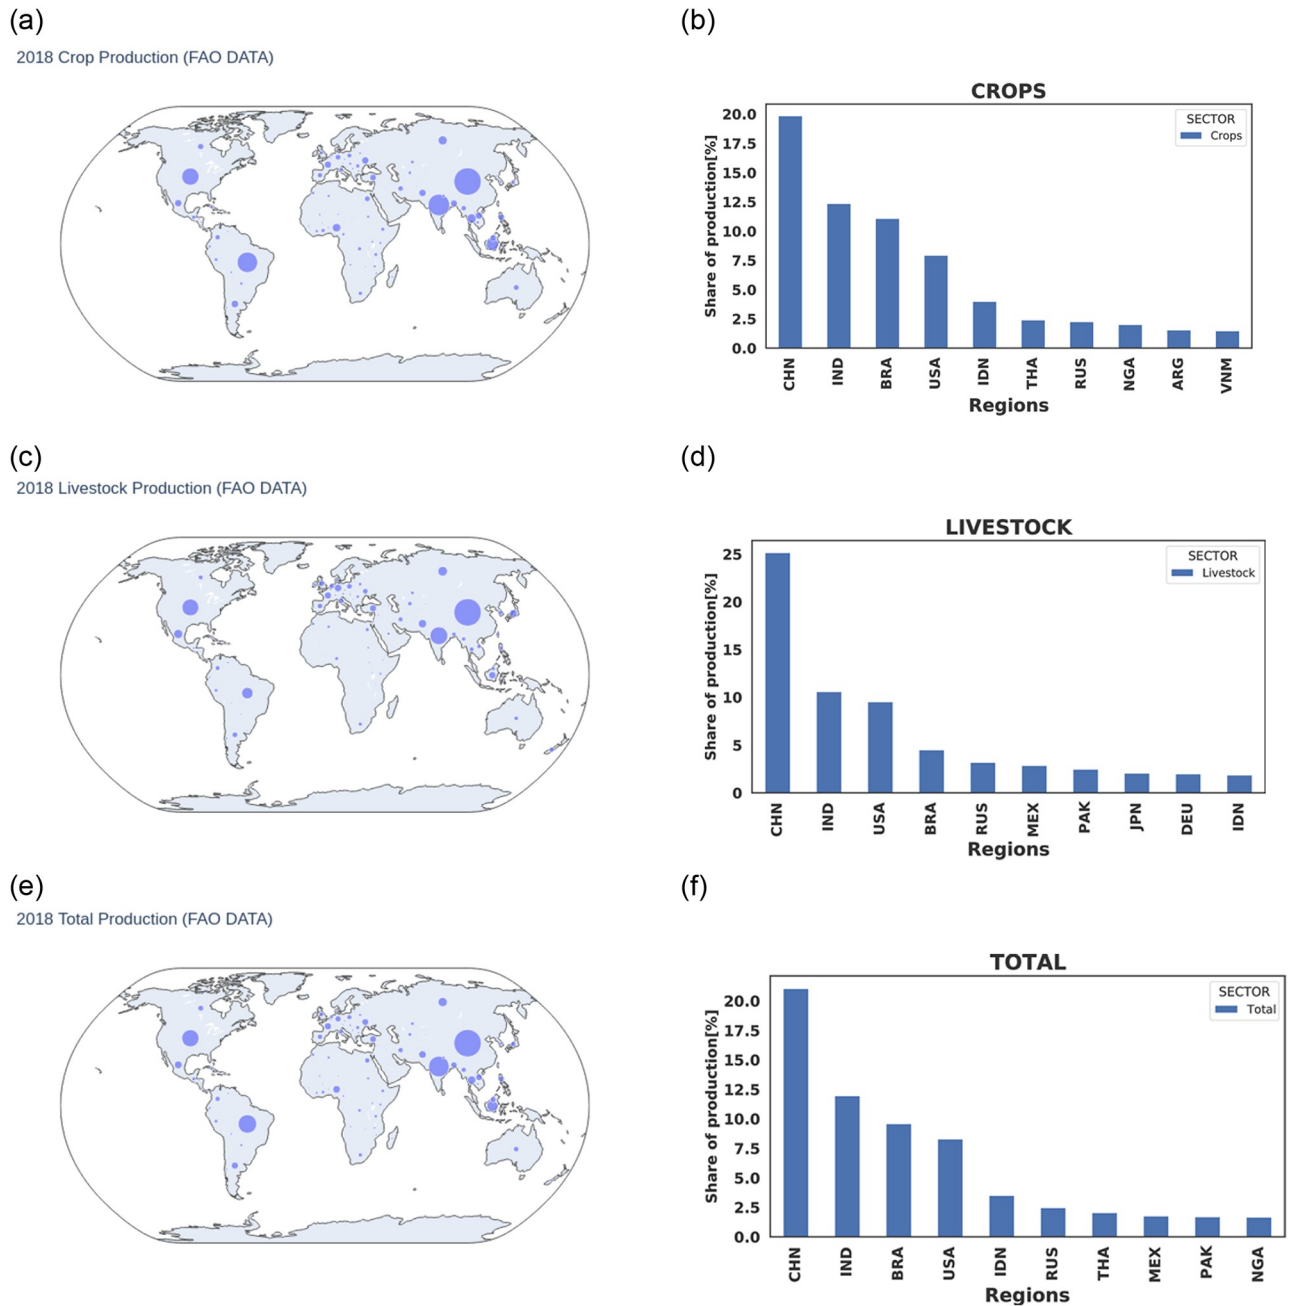 (a)
2018 Crop Production (FAO DATA)
(b)
CROPS
SECTOR
Crops
Share of production[%]
20.0
17.5
15.0
12.5
10.0
7.5
5.0
2.5
0.0
CHN
IND
BRA
USA
IDN
THA
RUS
NGA
ARG
VNM
Regions
(c)
2018 Livestock Production (FAO DATA)
(d)
LIVESTOCK
SECTOR
Livestock
Share of production[%]
25
20
15
10
5
0
CHN
IND
USA
BRA
RUS
MEX
PAK
JPN
DEU
IDN
Regions
(e)
2018 Total Production (FAO DATA)
(f)
TOTAL
SECTOR
Total
Share of production[%]
20.0
17.5
15.0
12.5
10.0
7.5
5.0
2.5
0.0
CHN
IND
BRA
USA
IDN
RUS
THA
MEX
PAK
NGA
Regions